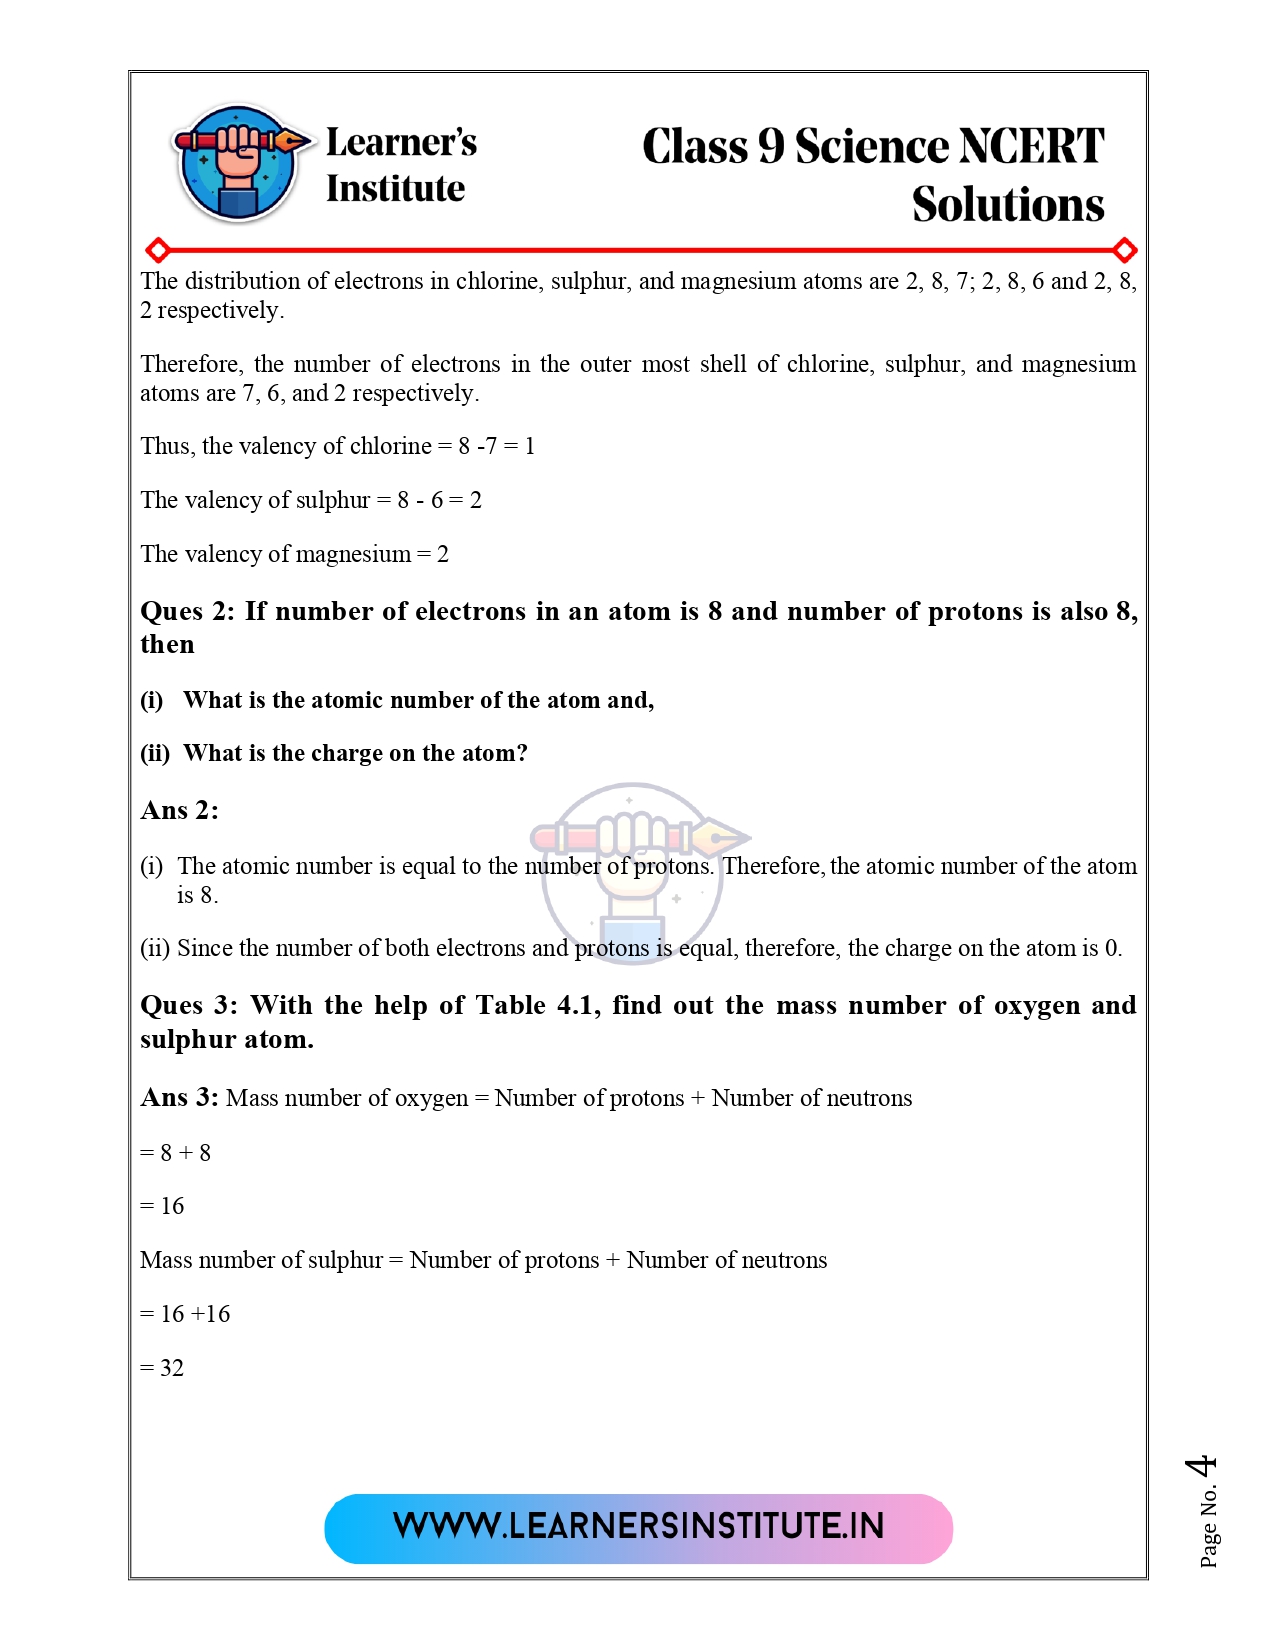 Learner's
Institute
Class 9 Science NCERT
Solutions
The distribution of electrons in chlorine, sulphur, and magnesium atoms are 2, 8, 7; 2, 8, 6 and 2, 8,
2 respectively.
Therefore, the number of electrons in the outer most shell of chlorine, sulphur, and magnesium
atoms are 7, 6, and 2 respectively.
Thus, the valency of chlorine = 8 -7 = 1
The valency of sulphur = 8 - 6 = 2
The valency of magnesium = 2
Ques 2: If number of electrons in an atom is 8 and number of protons is also 8,
then
(i) What is the atomic number of the atom and,
(ii) What is the charge on the atom?
Ans 2:
(i) The atomic number is equal to the number of protons. Therefore, the atomic number of the atom
is 8.
(ii) Since the number of both electrons and protons is equal, therefore, the charge on the atom is 0.
Ques 3: With the help of Table 4.1, find out the mass number of oxygen and
sulphur atom.
Ans 3: Mass number of oxygen = Number of protons + Number of neutrons
= 8 + 8
= 16
Mass number of sulphur = Number of protons + Number of neutrons
= 16 +16
= 32
WWW.LEARNERSINSTITUTE.IN
Page No. 4